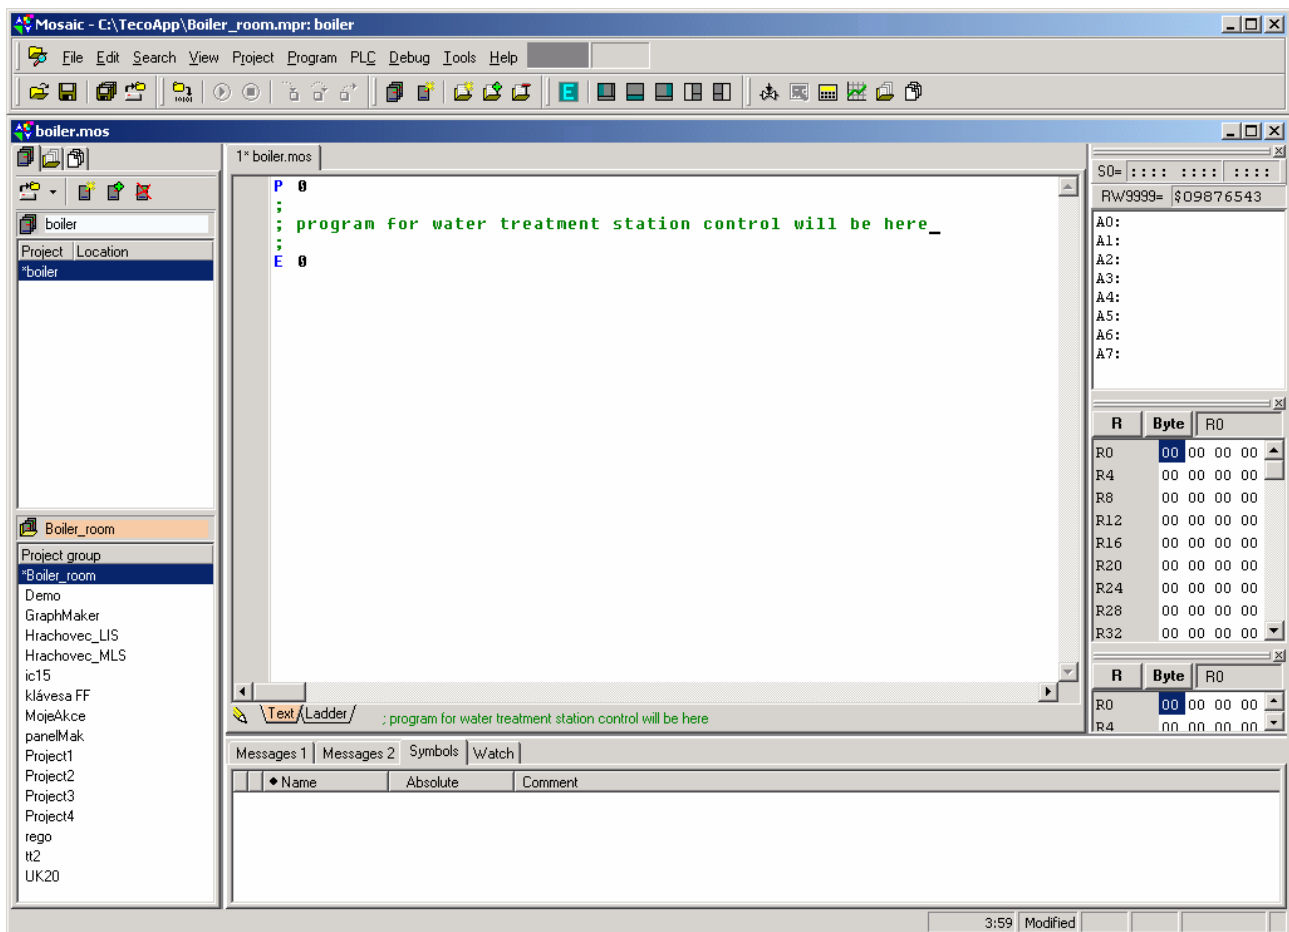 Mosaic - C:\TecoApp\Boiler_room.mpr: boiler
File Edit Search View Project Program PLC Debug Tools Help
boiler.mos
1* boiler.mos
P 0
;
; program for water treatment station control will be here_
;
E 0
boiler
Project Location
*boiler
Boiler_room
Project group
*Boiler_room
Demo
GraphMaker
Hrachovec_LIS
Hrachovec_MLS
ic15
klávesa FF
MojeAkce
panelMak
Project1
Project2
Project3
Project4
rego
tt2
UK20
Text Ladder ; program for water treatment station control will be here
Messages 1 Messages 2 Symbols Watch
Name Absolute Comment
S0= :::: :::: ::::
RW9999= $09876543
A0:
A1:
A2:
A3:
A4:
A5:
A6:
A7:
R Byte R0
R0 00 00 00 00
R4 00 00 00 00
R8 00 00 00 00
R12 00 00 00 00
R16 00 00 00 00
R20 00 00 00 00
R24 00 00 00 00
R28 00 00 00 00
R32 00 00 00 00
R Byte R0
R0 00 00 00 00
R4 00 00 00 00
3:59 Modified